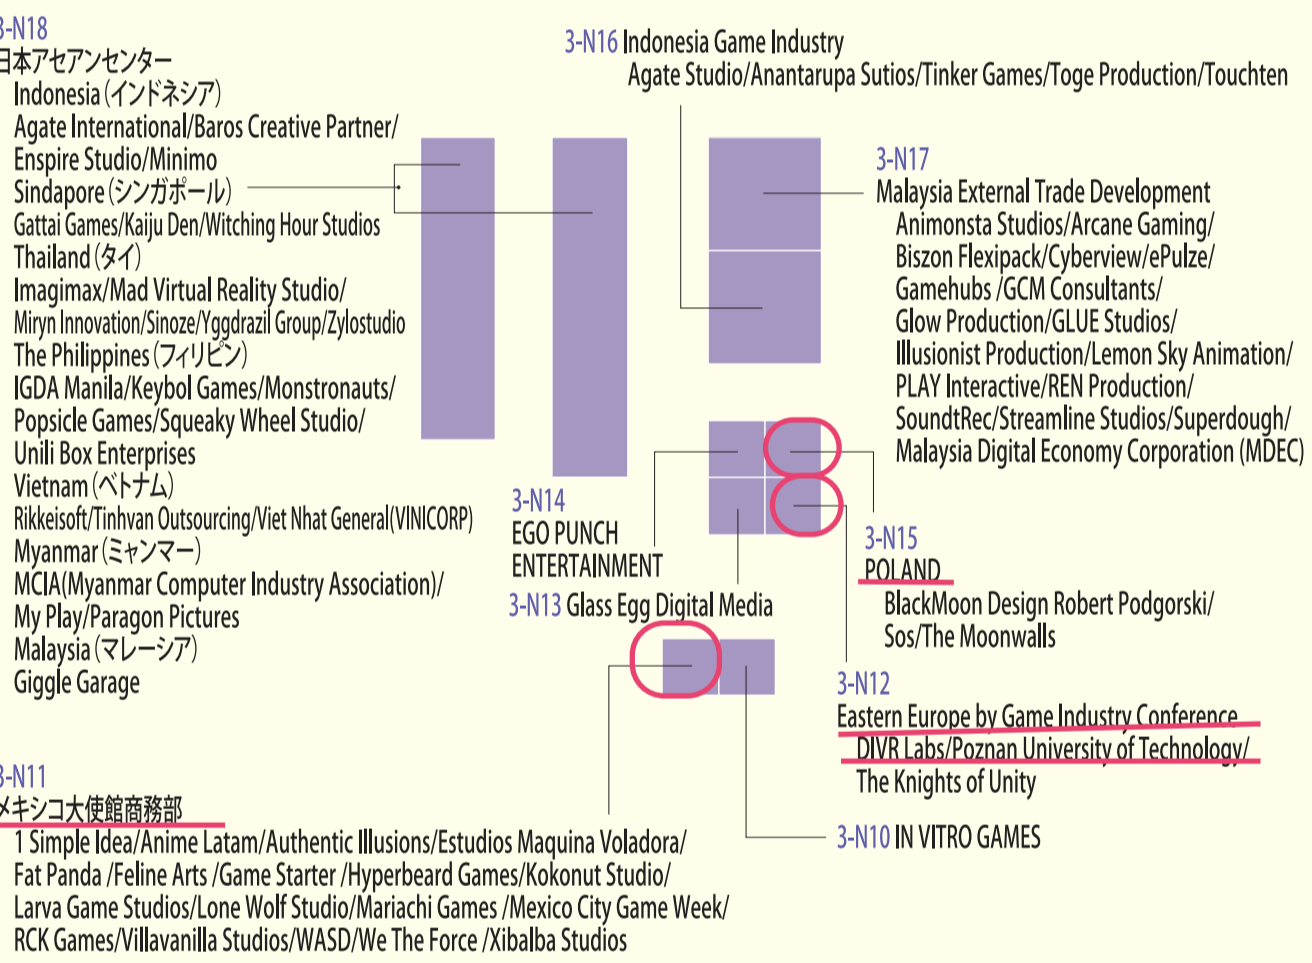 3-N18
日本アセアンセンター
Indonesia(インドネシア)
Agate International/Baros Creative Partner/
Enspire Studio/Minimo
Sindapore(シンガポール)
Gattai Games/Kaiju Den/Witching Hour Studios
Thailand(タイ)
Imagimax/Mad Virtual Reality Studio/
Miryn Innovation/Sinoze/Yggdrazil Group/Zylostudio
The Philippines(フィリピン)
IGDA Manila/Keybol Games/Monstronauts/
Popsicle Games/Squeaky Wheel Studio/
Unili Box Enterprises
Vietnam(ベトナム)
Rikkeisoft/Tinhvan Outsourcing/Viet Nhat General(VINICORP)
Myanmar(ミャンマー)
MCIA(Myanmar Computer Industry Association)/
My Play/Paragon Pictures
Malaysia(マレーシア)
Giggle Garage
3-N16 Indonesia Game Industry
Agate Studio/Anantarupa Sutios/Tinker Games/Toge Production/Touchten
3-N17
Malaysia External Trade Development
Animonsta Studios/Arcane Gaming/
Biszon Flexipack/Cyberview/ePulze/
Gamehubs /GCM Consultants/
Glow Production/GLUE Studios/
Illusionist Production/Lemon Sky Animation/
PLAY Interactive/REN Production/
SoundtRec/Streamline Studios/Superdough/
Malaysia Digital Economy Corporation (MDEC)
3-N14
EGO PUNCH
ENTERTAINMENT
3-N13 Glass Egg Digital Media
3-N15
POLAND
BlackMoon Design Robert Podgorski/
Sos/The Moonwalls
3-N12
Eastern Europe by Game Industry Conference
DIVR Labs/Poznan University of Technology/
The Knights of Unity
3-N10 IN VITRO GAMES
3-N11
メキシコ大使館商務部
1 Simple Idea/Anime Latam/Authentic Illusions/Estudios Maquina Voladora/
Fat Panda /Feline Arts /Game Starter /Hyperbeard Games/Kokonut Studio/
Larva Game Studios/Lone Wolf Studio/Mariachi Games /Mexico City Game Week/
RCK Games/Villavanilla Studios/WASD/We The Force /Xibalba Studios